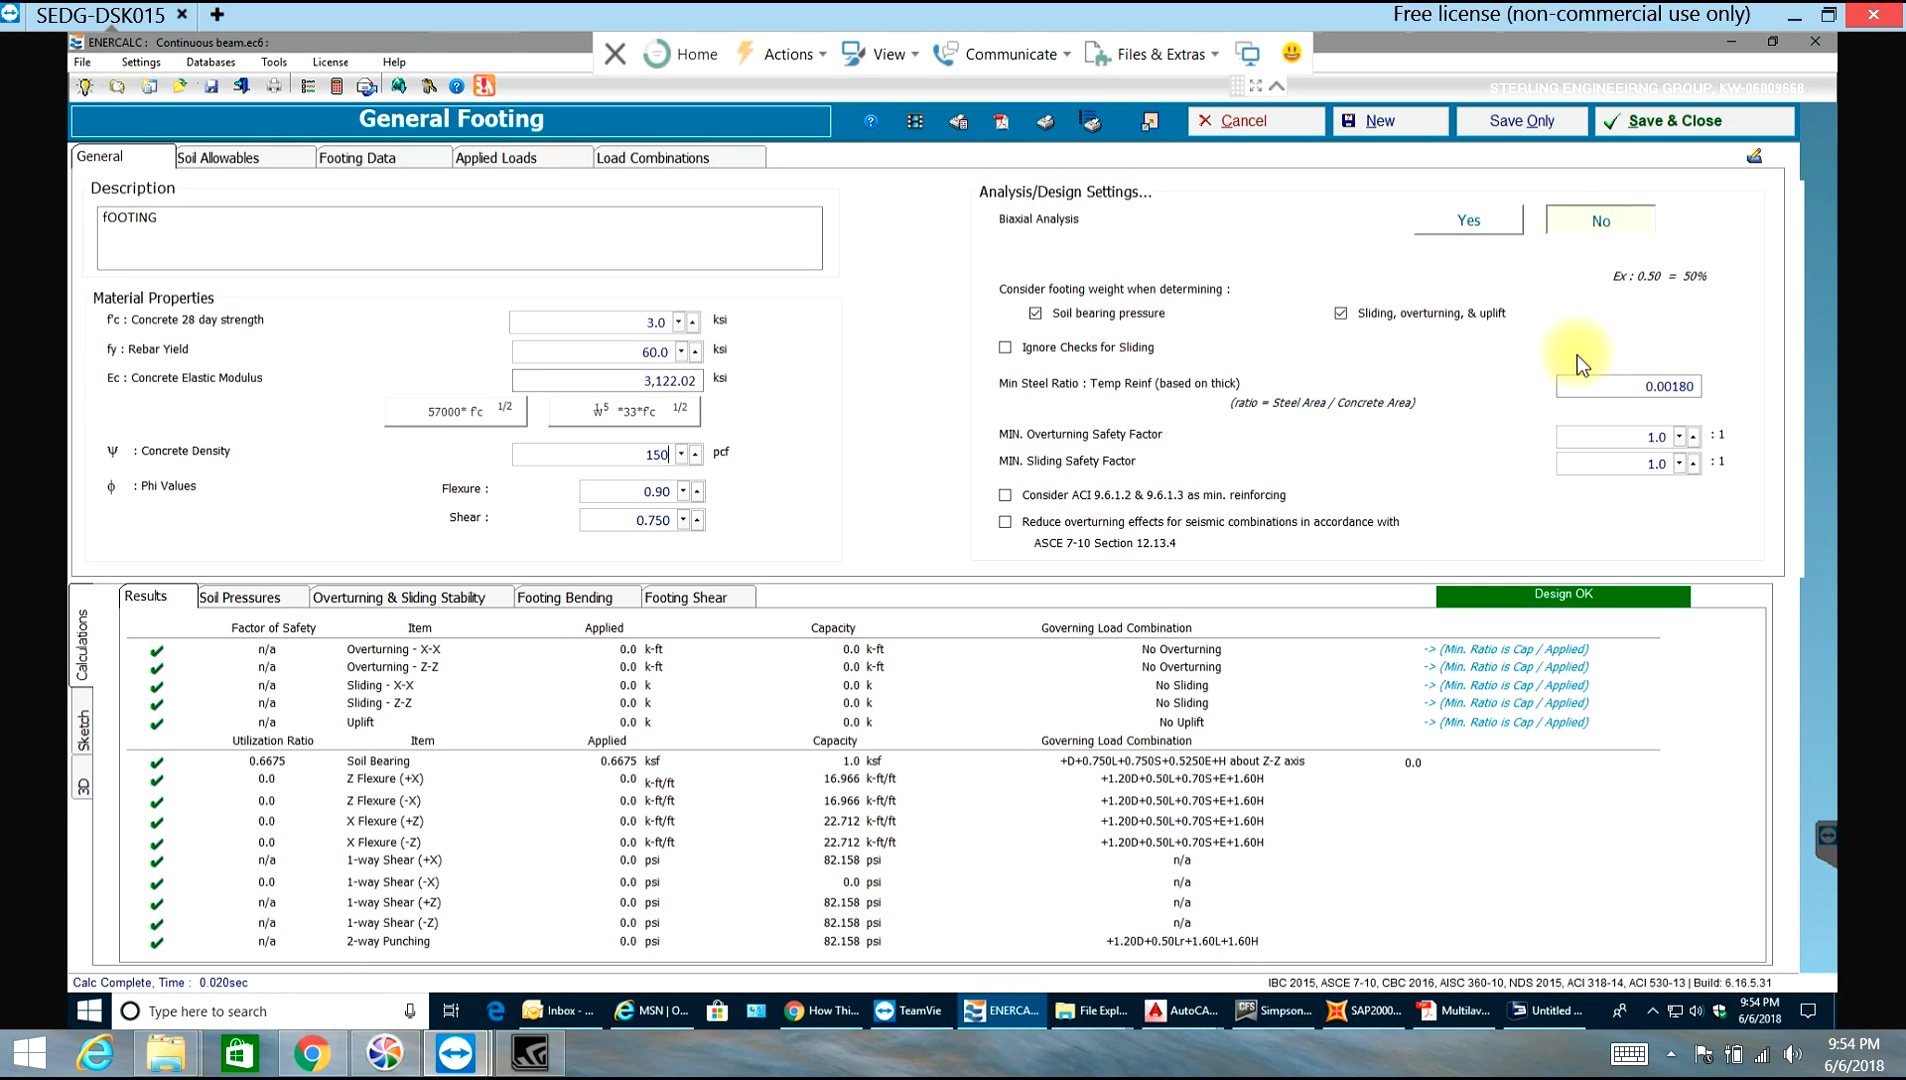 SEDG-DSK015
Free license (non-commercial use only)
ENERCALC : Continuous beam.ec6 :
Home Actions View Communicate Files & Extras
File Settings Databases Tools License Help
STERLING ENGINEEIRNG GROUP, KW-06009668
General Footing
Cancel New Save Only Save & Close
General Soil Allowables Footing Data Applied Loads Load Combinations
Description
fOOTING
Material Properties
f'c : Concrete 28 day strength 3.0 ksi
fy : Rebar Yield 60.0 ksi
Ec : Concrete Elastic Modulus 3,122.02 ksi
57000* f'c 1/2 w 1.5 *33*f'c 1/2
Ψ : Concrete Density 150 pcf
ϕ : Phi Values Flexure : 0.90
Shear : 0.750
Analysis/Design Settings...
Biaxial Analysis Yes No
Ex : 0.50 = 50%
Consider footing weight when determining :
Soil bearing pressure Sliding, overturning, & uplift
Ignore Checks for Sliding
Min Steel Ratio : Temp Reinf (based on thick) 0.00180
(ratio = Steel Area / Concrete Area)
MIN. Overturning Safety Factor 1.0 : 1
MIN. Sliding Safety Factor 1.0 : 1
Consider ACI 9.6.1.2 & 9.6.1.3 as min. reinforcing
Reduce overturning effects for seismic combinations in accordance with
ASCE 7-10 Section 12.13.4
Calculations
Sketch
3D
Results Soil Pressures Overturning & Sliding Stability Footing Bending Footing Shear
Design OK
Factor of Safety Item Applied Capacity Governing Load Combination
n/a Overturning - X-X 0.0 k-ft 0.0 k-ft No Overturning -> (Min. Ratio is Cap / Applied)
n/a Overturning - Z-Z 0.0 k-ft 0.0 k-ft No Overturning -> (Min. Ratio is Cap / Applied)
n/a Sliding - X-X 0.0 k 0.0 k No Sliding -> (Min. Ratio is Cap / Applied)
n/a Sliding - Z-Z 0.0 k 0.0 k No Sliding -> (Min. Ratio is Cap / Applied)
n/a Uplift 0.0 k 0.0 k No Uplift -> (Min. Ratio is Cap / Applied)
Utilization Ratio Item Applied Capacity Governing Load Combination
0.6675 Soil Bearing 0.6675 ksf 1.0 ksf +D+0.750L+0.750S+0.5250E+H about Z-Z axis 0.0
0.0 Z Flexure (+X) 0.0 k-ft/ft 16.966 k-ft/ft +1.20D+0.50L+0.70S+E+1.60H
0.0 Z Flexure (-X) 0.0 k-ft/ft 16.966 k-ft/ft +1.20D+0.50L+0.70S+E+1.60H
0.0 X Flexure (+Z) 0.0 k-ft/ft 22.712 k-ft/ft +1.20D+0.50L+0.70S+E+1.60H
0.0 X Flexure (-Z) 0.0 k-ft/ft 22.712 k-ft/ft +1.20D+0.50L+0.70S+E+1.60H
n/a 1-way Shear (+X) 0.0 psi 82.158 psi n/a
0.0 1-way Shear (-X) 0.0 psi 0.0 psi n/a
n/a 1-way Shear (+Z) 0.0 psi 82.158 psi n/a
n/a 1-way Shear (-Z) 0.0 psi 82.158 psi n/a
n/a 2-way Punching 0.0 psi 82.158 psi +1.20D+0.50Lr+1.60L+1.60H
Calc Complete, Time : 0.020sec
IBC 2015, ASCE 7-10, CBC 2016, AISC 360-10, NDS 2015, ACI 318-14, ACI 530-13 | Build: 6.16.5.31
Type here to search Inbox - ... MSN | O... How Thi... TeamVie ENERCA... File Expl... AutoCA... CFS Simpson... SAP2000... Multilav... Untitled ...
9:54 PM
6/6/2018
9:54 PM
6/6/2018